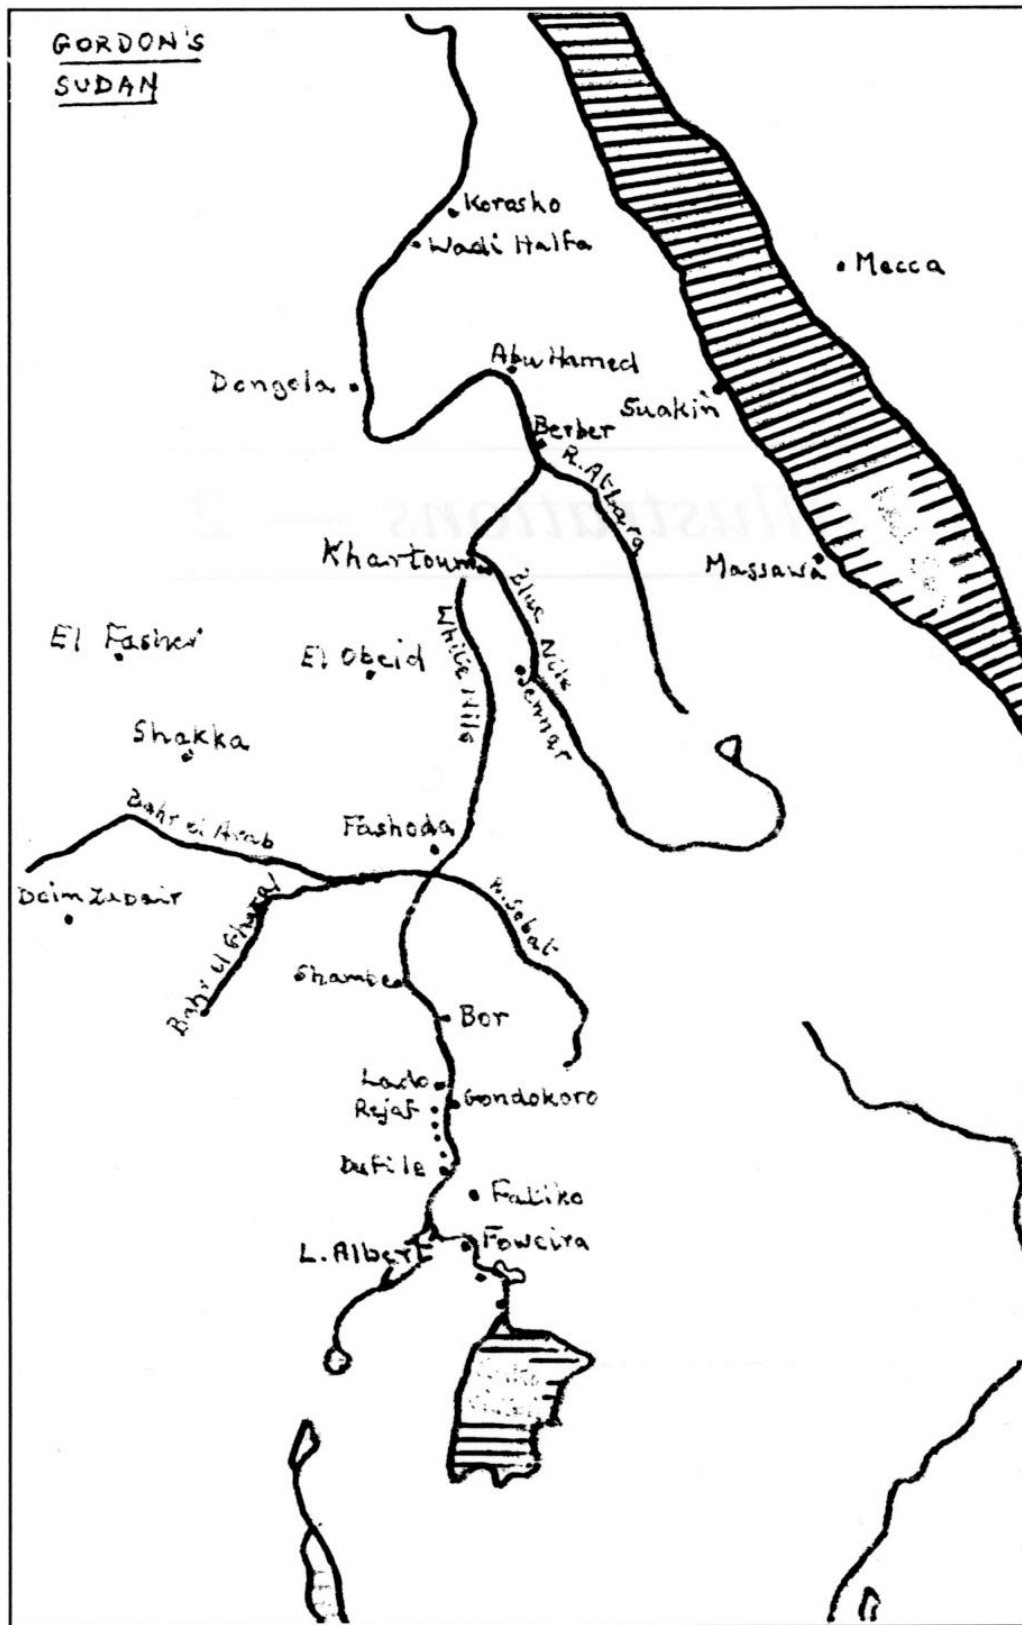 GORDON'S
SUDAN
Korosko
Wadi Halfa
Mecca
Abu Hamed
Dongola
Suakin
Berber
R. Atbara
Khartoum
Massawa
Blue Nile
White Nile
El Fasher
El Obeid
Sennar
Shakka
Bahr el Arab
Fashoda
Deim Zubair
R. Sobat
Bahr el Ghazal
Shambe
Bor
Lado
Rejaf
Gondokoro
Dufile
Fatiko
Foweira
L. Albert